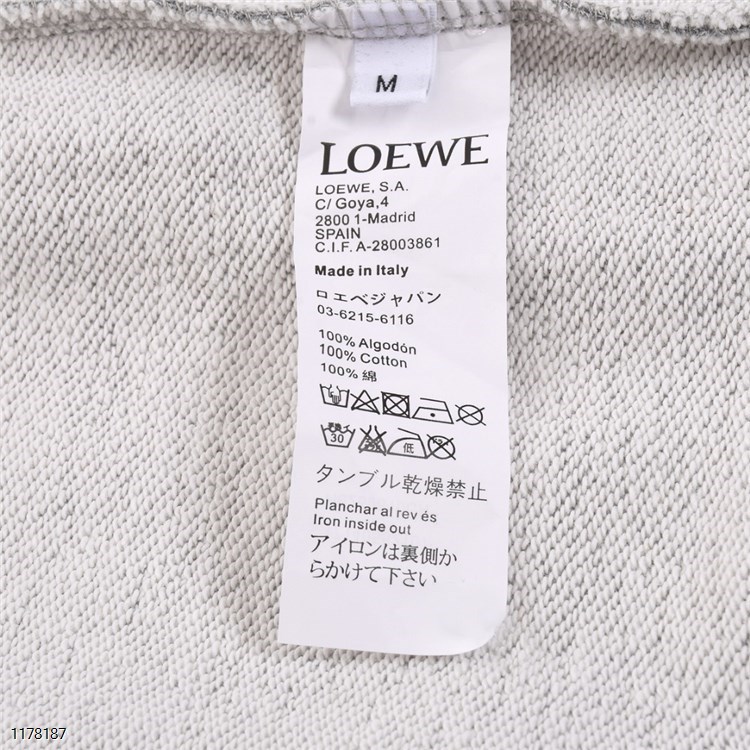 M
LOEWE
LOEWE, S.A.
C/ Goya,4
2800 1-Madrid
SPAIN
C.I.F. A-28003861
Made in Italy
ロエベジャパン
03-6215-6116
100% Algodón
100% Cotton
100% 綿
30
低
タンブル乾燥禁止
Planchar al rev és
Iron inside out
アイロンは裏側か
らかけて下さい
1178187